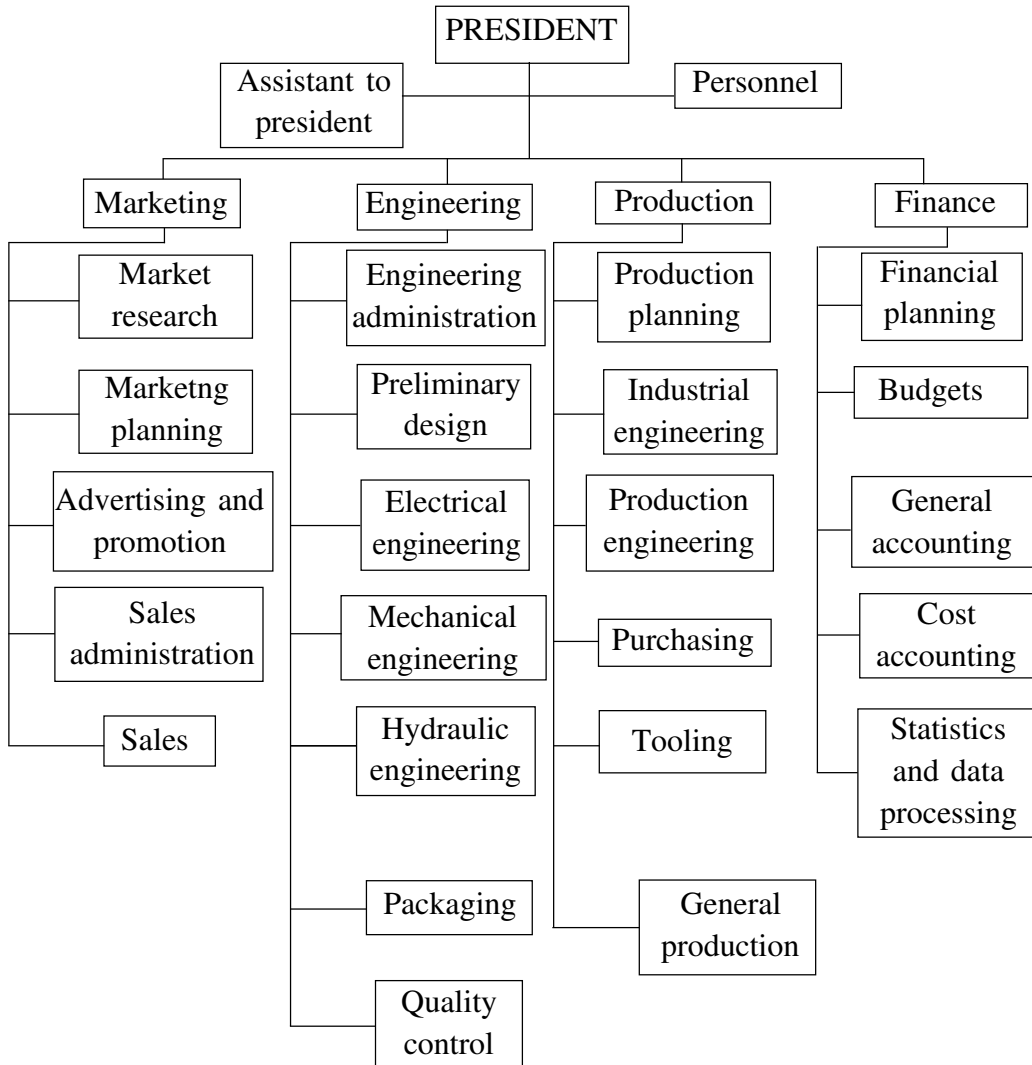 PRESIDENT
Assistant to
president
Personnel
Marketing
Engineering
Production
Finance
Market
research
Marketng
planning
Advertising and
promotion
Sales
administration
Sales
Engineering
administration
Preliminary
design
Electrical
engineering
Mechanical
engineering
Hydraulic
engineering
Packaging
Quality
control
Production
planning
Industrial
engineering
Production
engineering
Purchasing
Tooling
General
production
Financial
planning
Budgets
General
accounting
Cost
accounting
Statistics
and data
processing